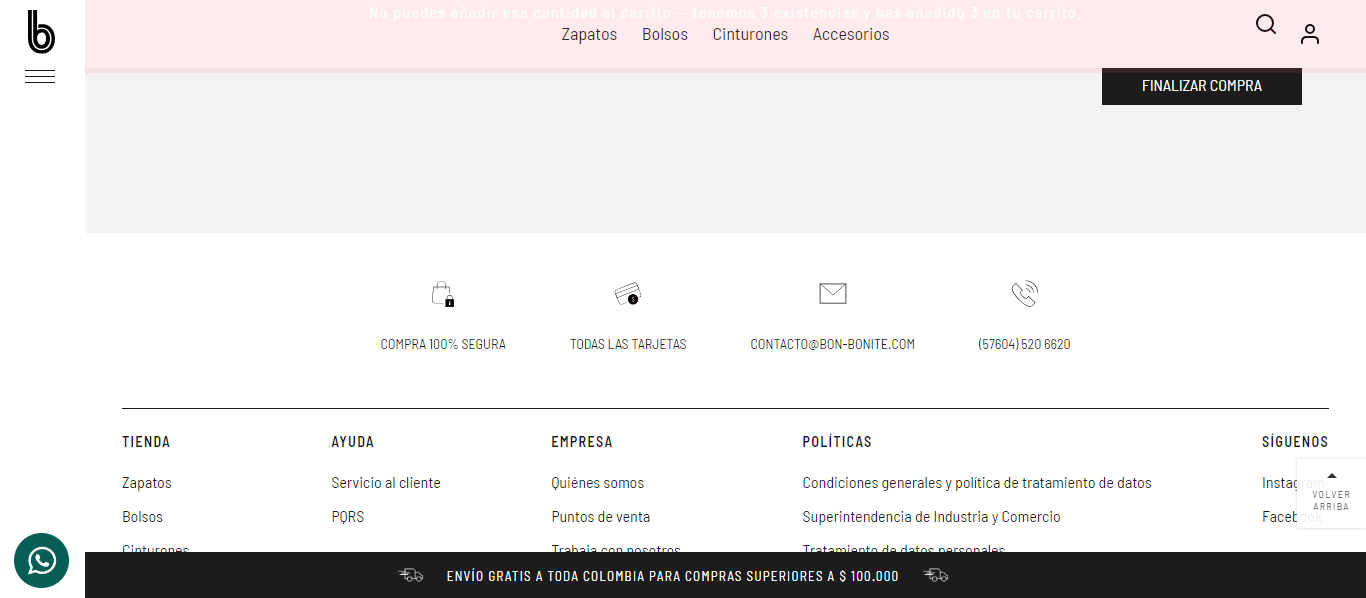 b
No puedes añadir esa cantidad al carrito — tenemos 3 existencias y has añadido 3 en tu carrito.
Zapatos Bolsos Cinturones Accesorios
FINALIZAR COMPRA
COMPRA 100% SEGURA
TODAS LAS TARJETAS
CONTACTO@BON-BONITE.COM
(57604) 520 6620
TIENDA
Zapatos
Bolsos
Cinturones
AYUDA
Servicio al cliente
PQRS
EMPRESA
Quiénes somos
Puntos de venta
Trabaja con nosotros
POLÍTICAS
Condiciones generales y política de tratamiento de datos
Superintendencia de Industria y Comercio
Tratamiento de datos personales
SÍGUENOS
Instagram
Facebook
VOLVER
ARRIBA
ENVÍO GRATIS A TODA COLOMBIA PARA COMPRAS SUPERIORES A $ 100.000